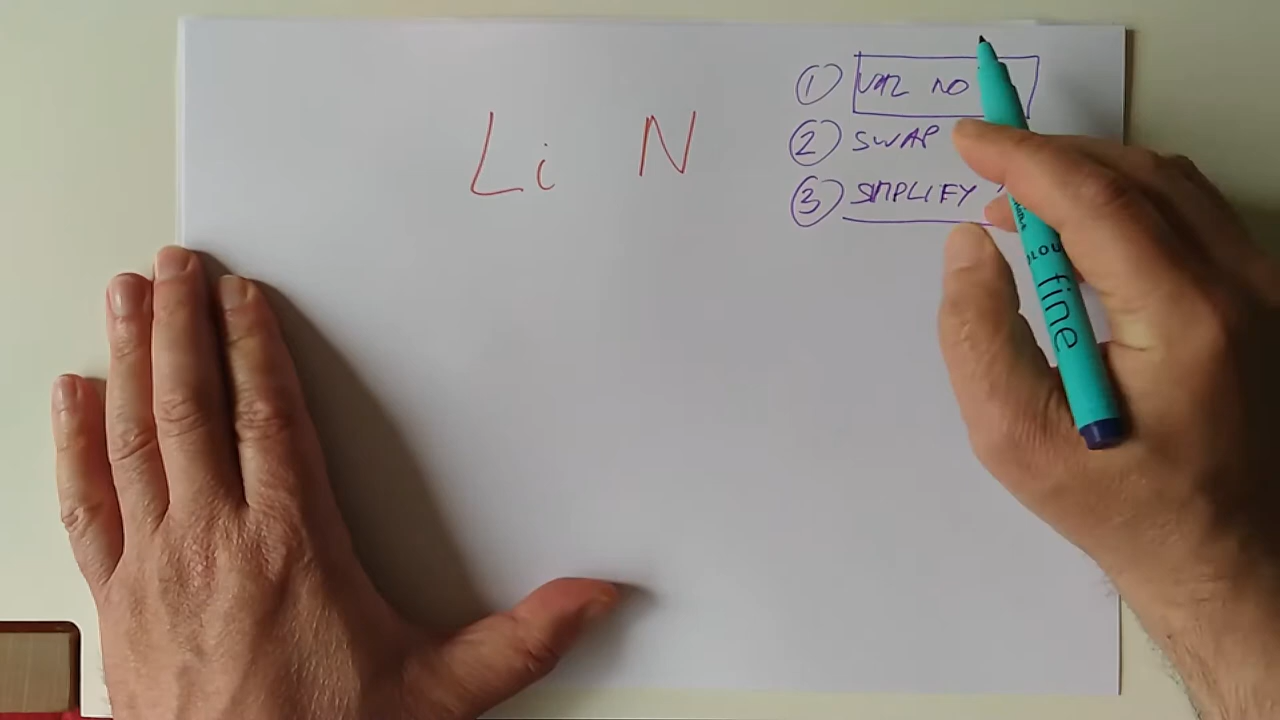 Li N
① VAL NO
② SWAP
③ SIMPLIFY
fine